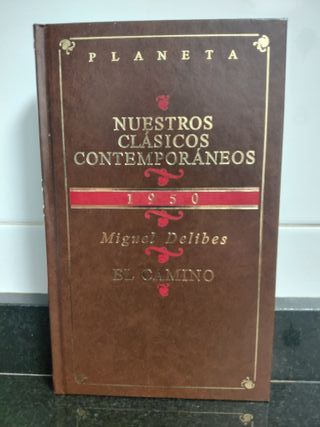 PLANETA
NUESTROS
CLÁSICOS
CONTEMPORÁNEOS
1950
Miguel Delibes
EL CAMINO